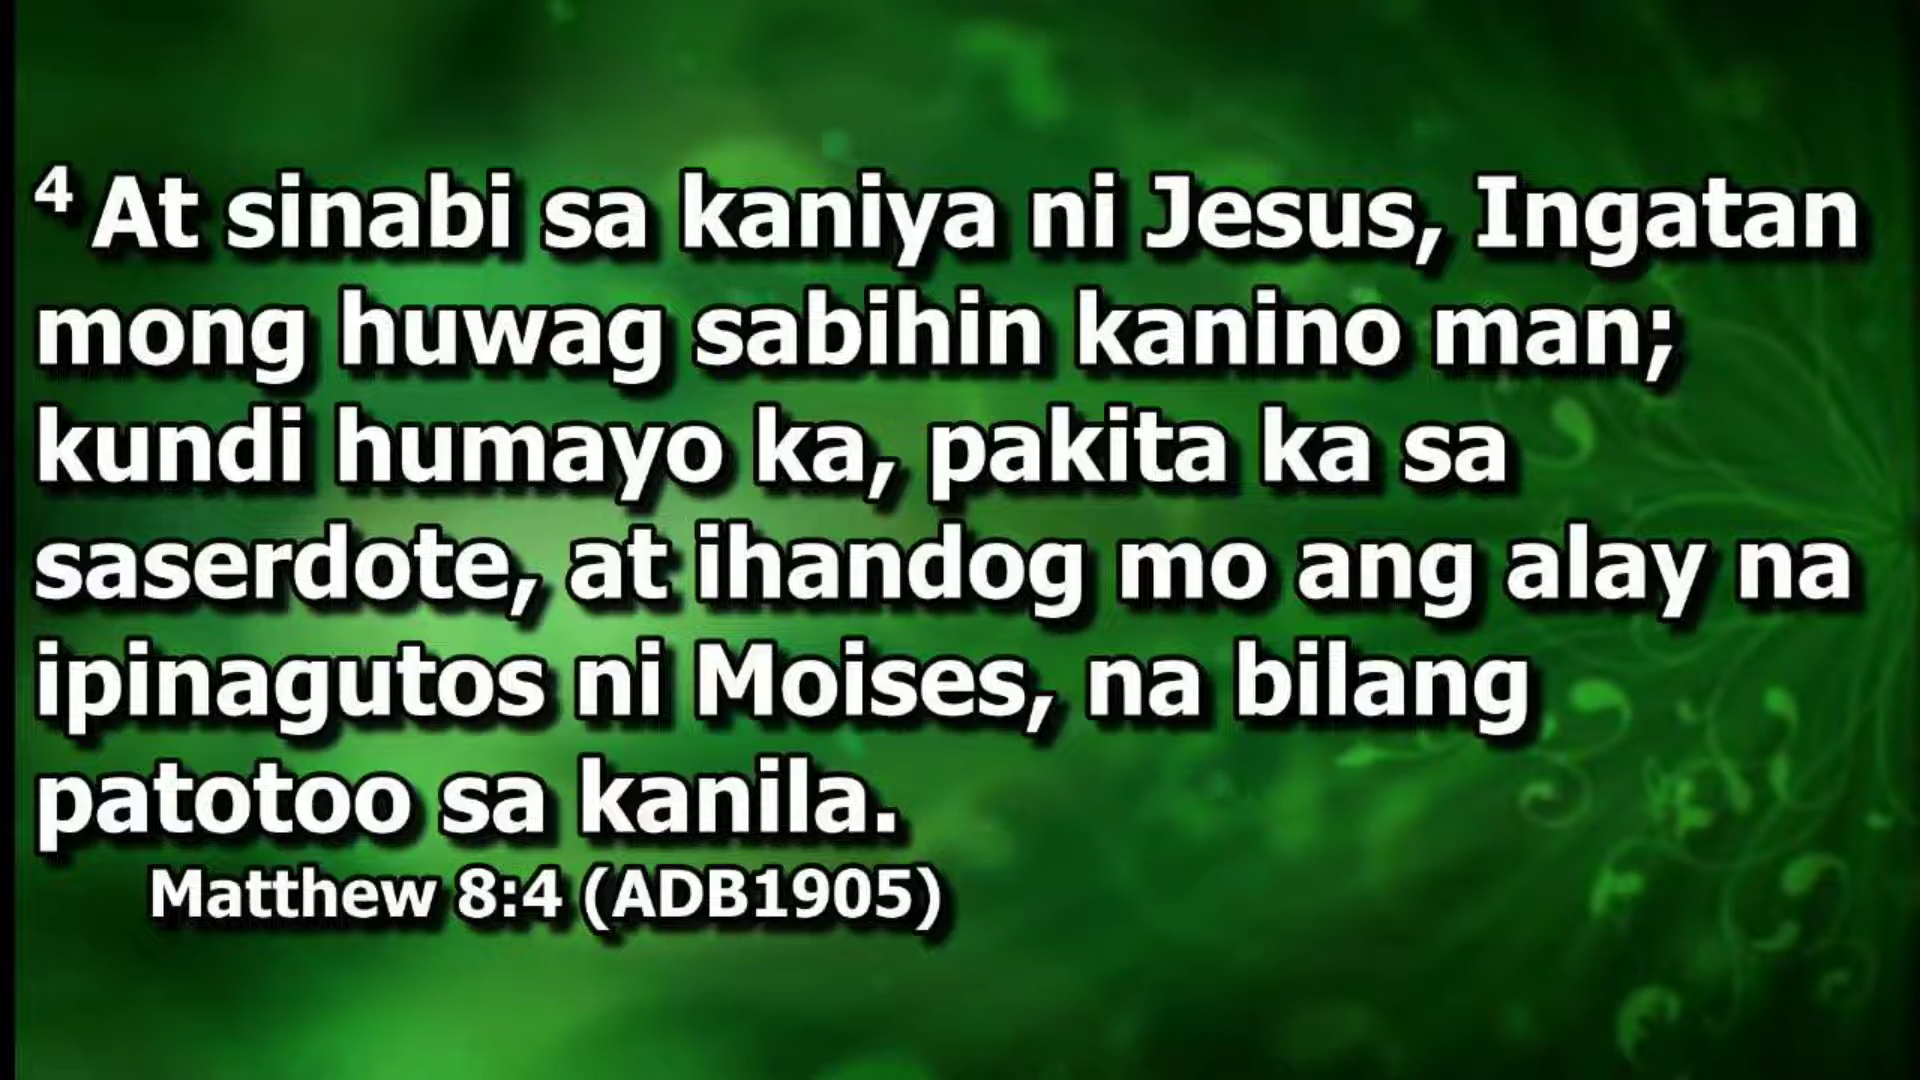 4 At sinabi sa kaniya ni Jesus, Ingatan
mong huwag sabihin kanino man;
kundi humayo ka, pakita ka sa
saserdote, at ihandog mo ang alay na
ipinagutos ni Moises, na bilang
patotoo sa kanila.
Matthew 8:4 (ADB1905)